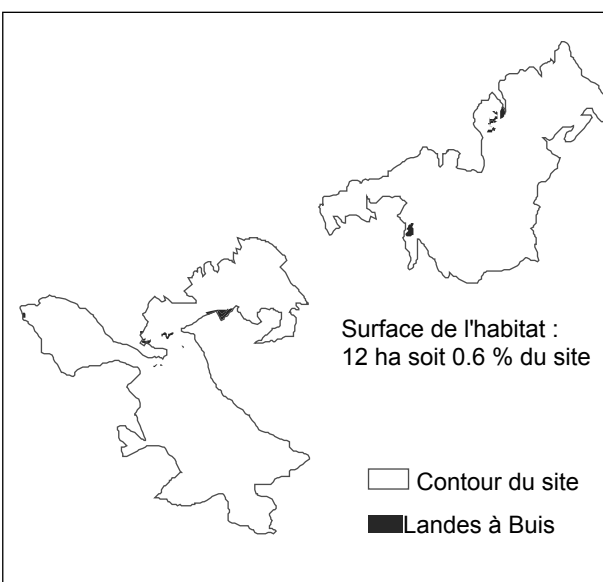 Surface de l'habitat :
12 ha soit 0.6 % du site
Contour du site
Landes à Buis